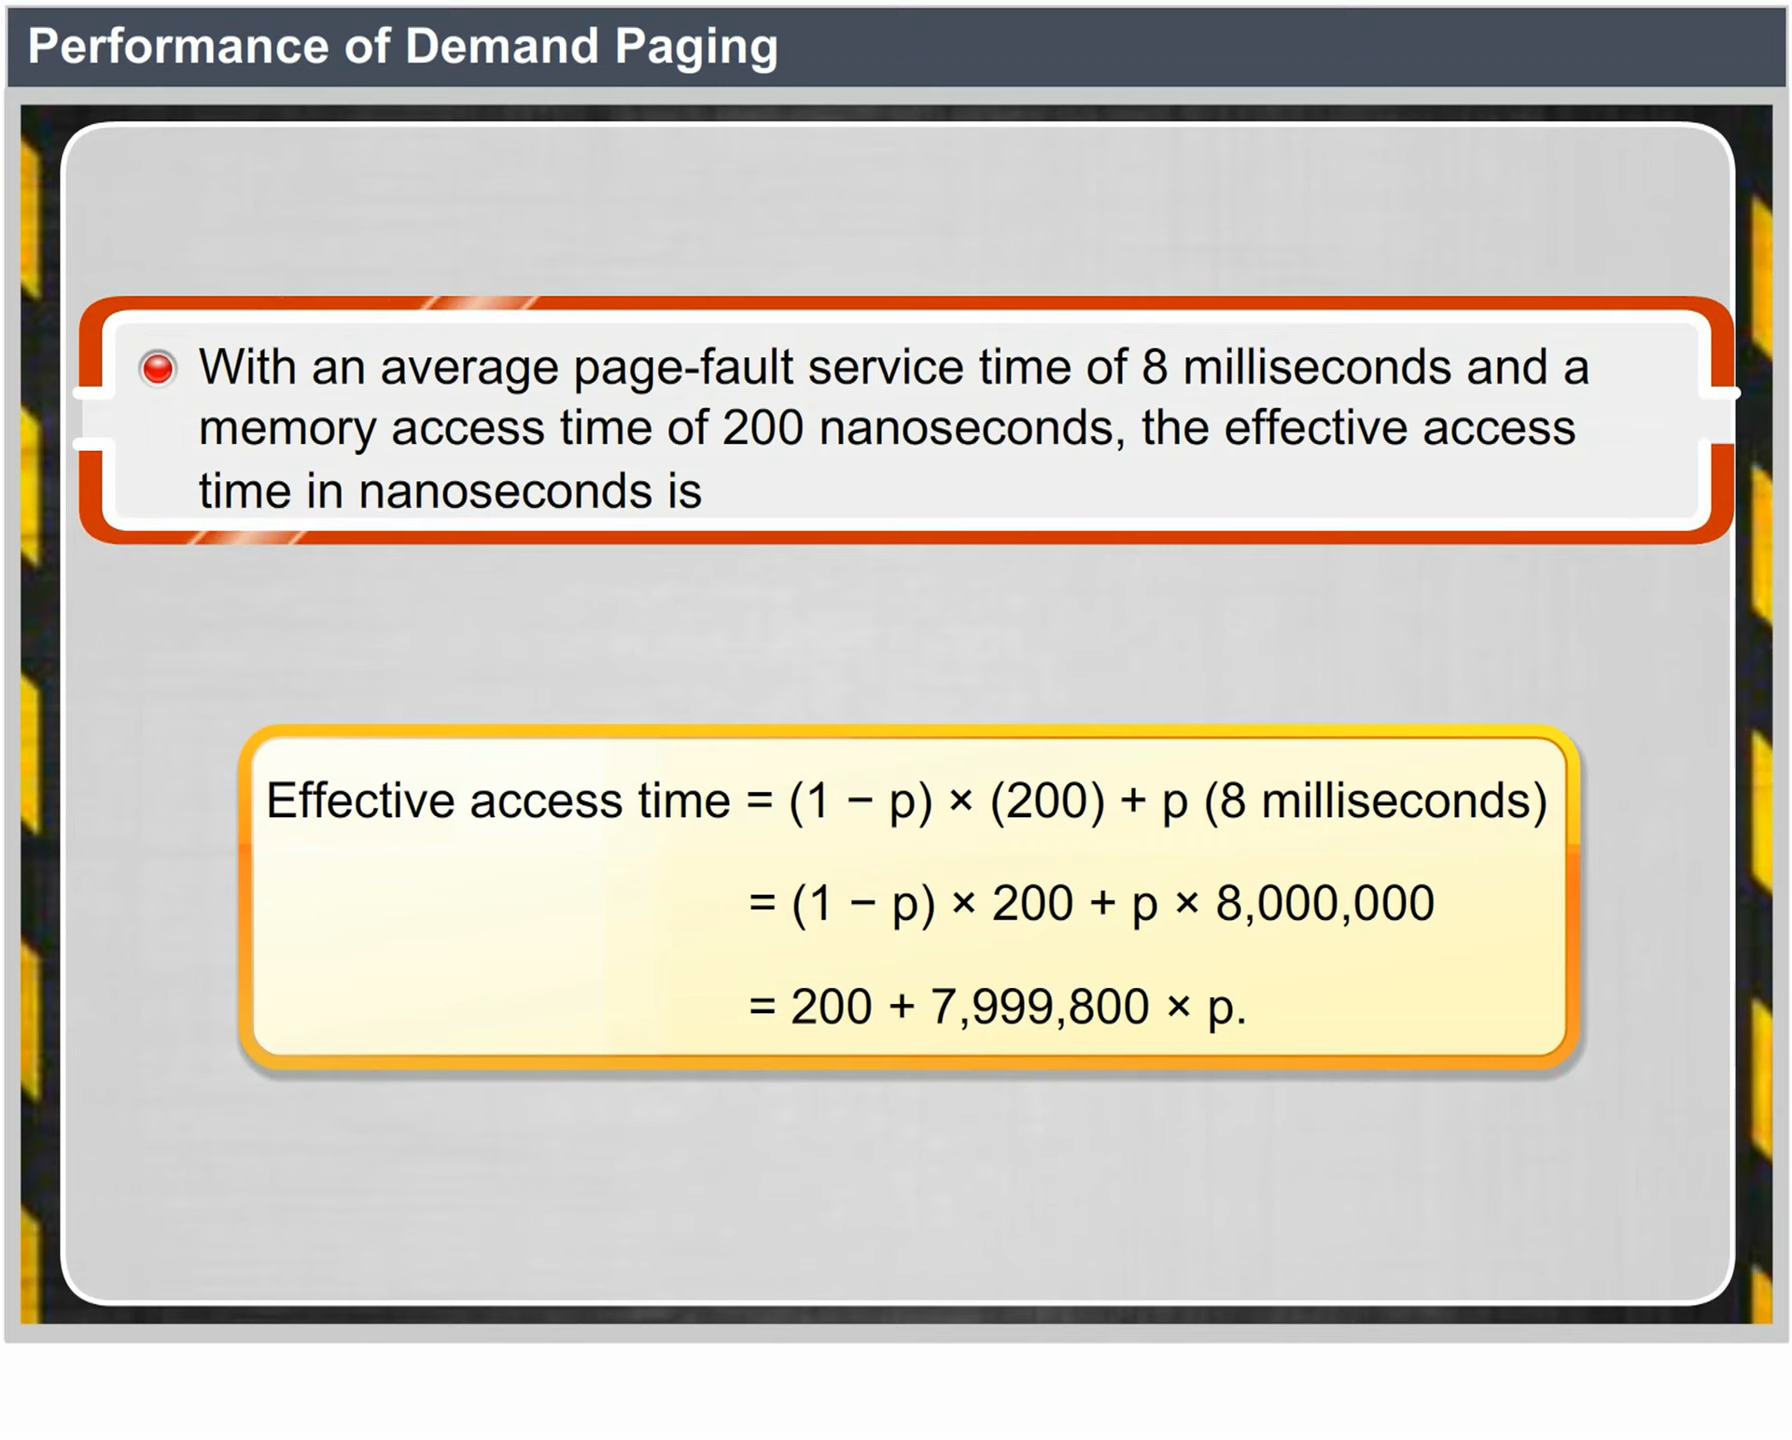 Performance of Demand Paging
With an average page-fault service time of 8 milliseconds and a
memory access time of 200 nanoseconds, the effective access
time in nanoseconds is
Effective access time = (1 − p) × (200) + p (8 milliseconds)
= (1 − p) × 200 + p × 8,000,000
= 200 + 7,999,800 × p.